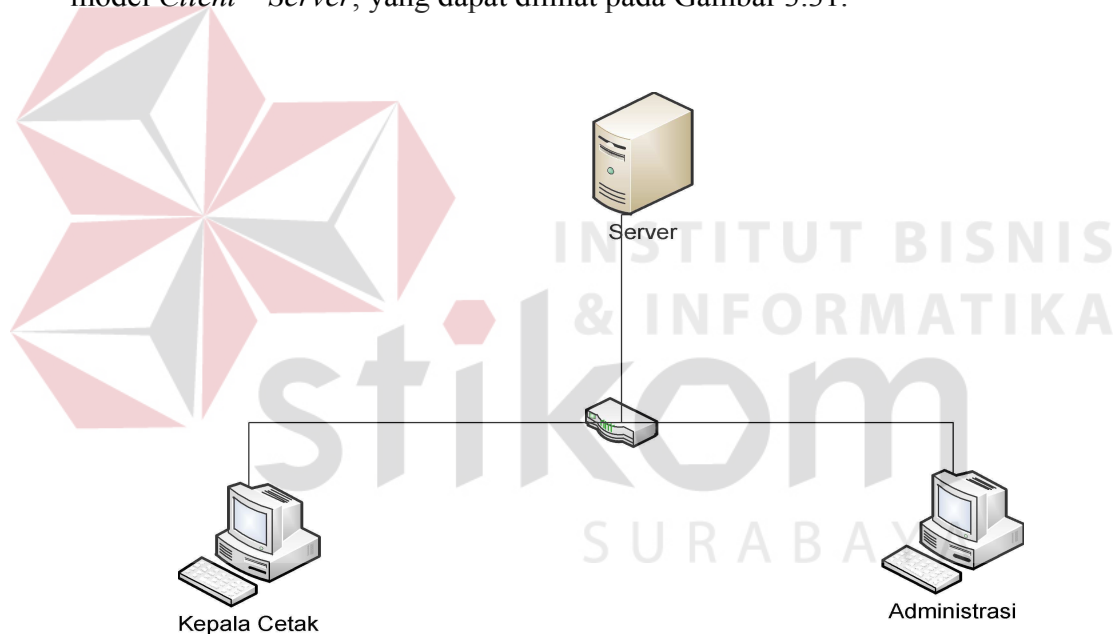 model Client – Server, yang dapat dilihat pada Gambar 3.31.
Server
INSTITUT BISNIS
& INFORMATIKA
stikom
SURABAYA
Kepala Cetak
Administrasi